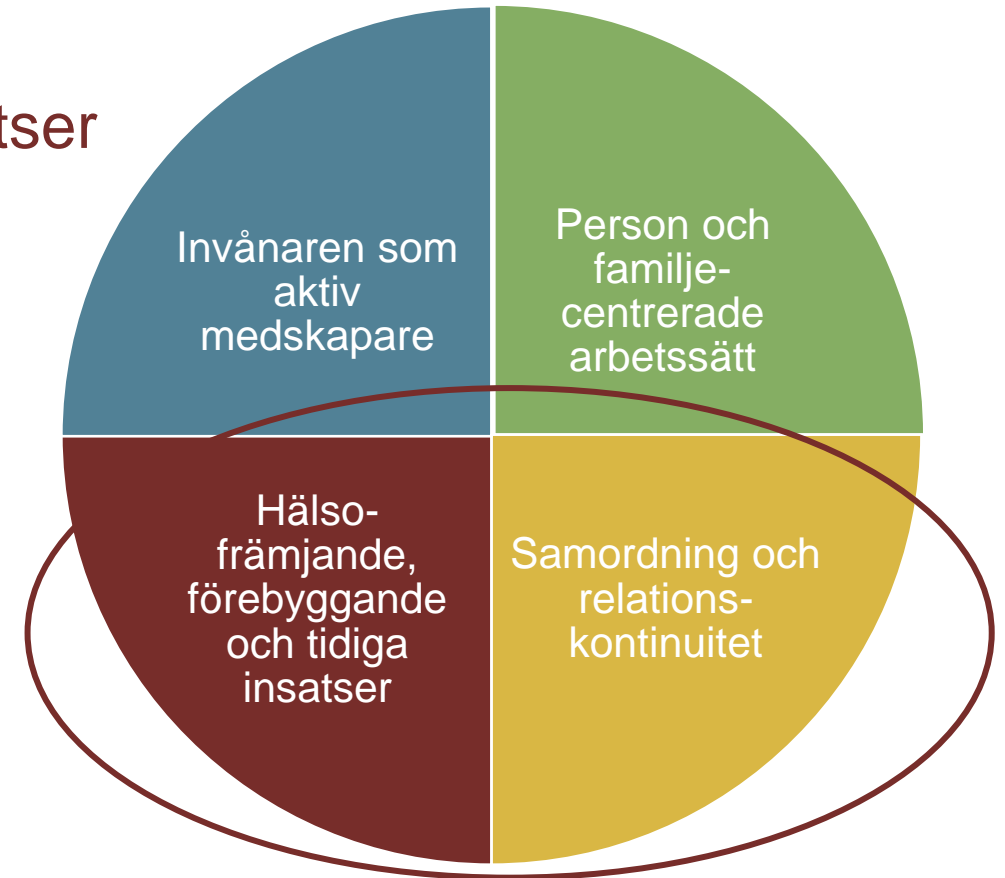 tser
Invånaren som
aktiv
medskapare
Person och
familje-
centrerade
arbetssätt
Hälso-
främjande,
förebyggande
och tidiga
insatser
Samordning och
relations-
kontinuitet